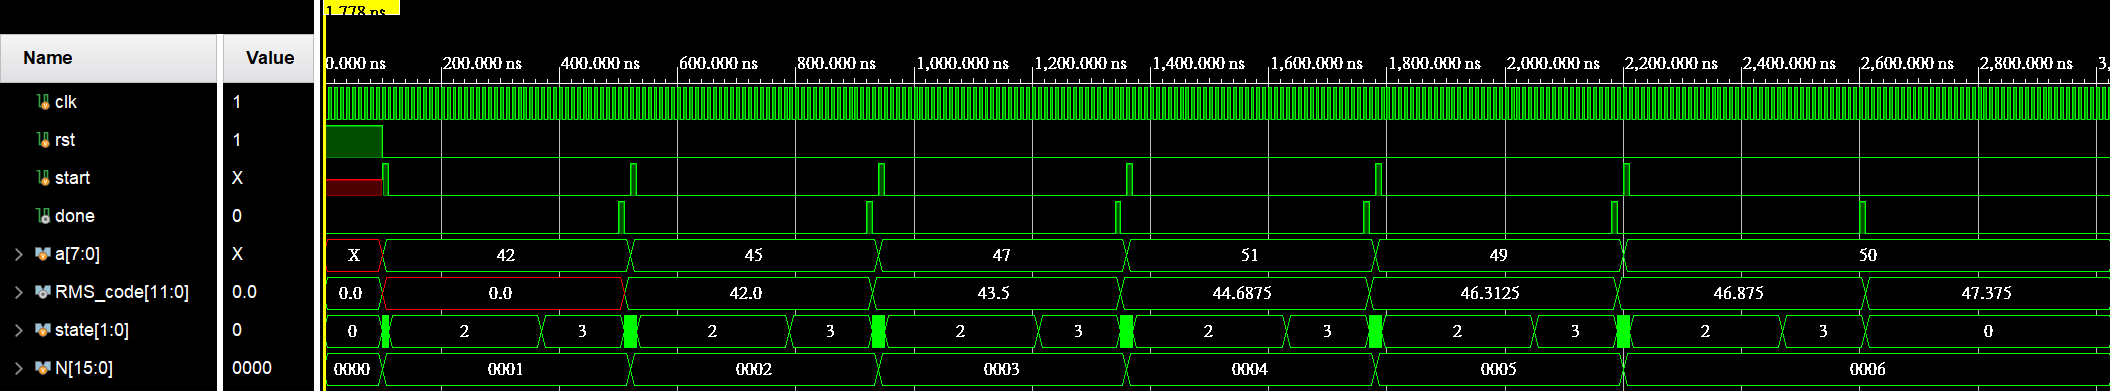 1.778 ns
Name Value
0.000 ns 200.000 ns 400.000 ns 600.000 ns 800.000 ns 1,000.000 ns 1,200.000 ns 1,400.000 ns 1,600.000 ns 1,800.000 ns 2,000.000 ns 2,200.000 ns 2,400.000 ns 2,600.000 ns 2,800.000 ns 3,
clk 1
rst 1
start X
done 0
a[7:0] X X 42 45 47 51 49 50
RMS_code[11:0] 0.0 0.0 0.0 42.0 43.5 44.6875 46.3125 46.875 47.375
state[1:0] 0 0 2 3 2 3 2 3 2 3 2 3 2 3 0
N[15:0] 0000 0000 0001 0002 0003 0004 0005 0006